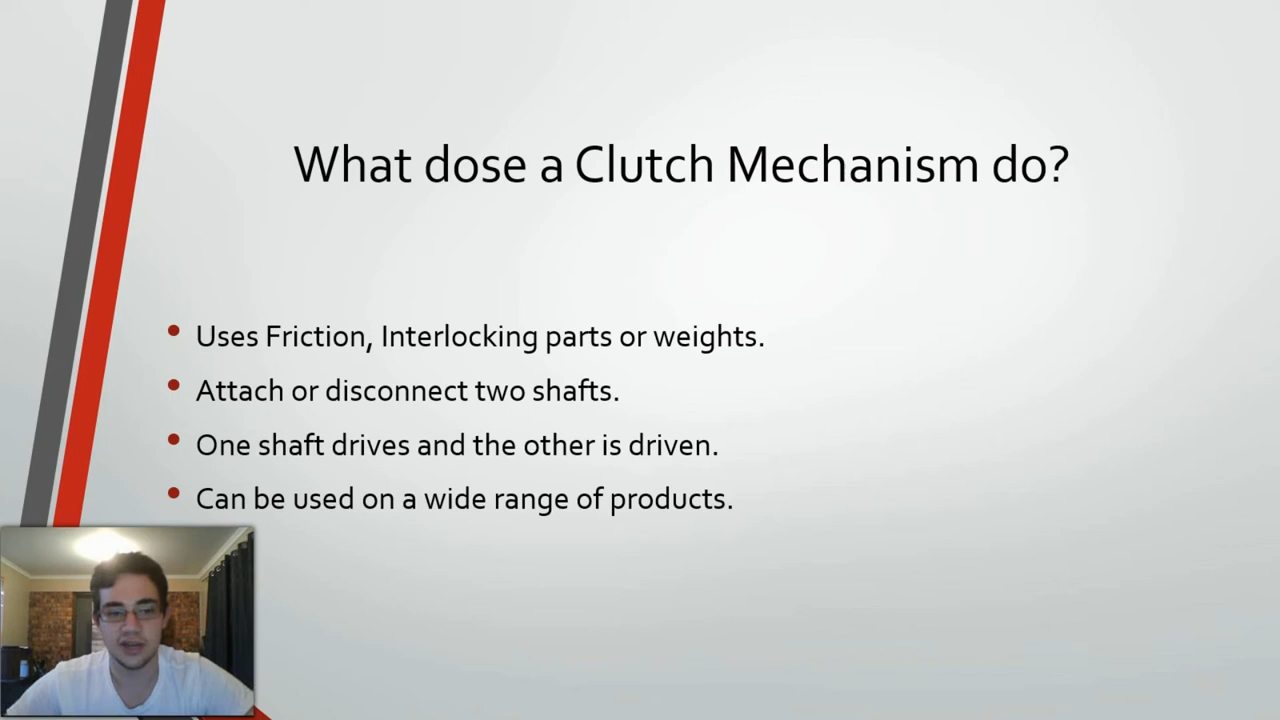 What dose a Clutch Mechanism do?
• Uses Friction, Interlocking parts or weights.
• Attach or disconnect two shafts.
• One shaft drives and the other is driven.
• Can be used on a wide range of products.